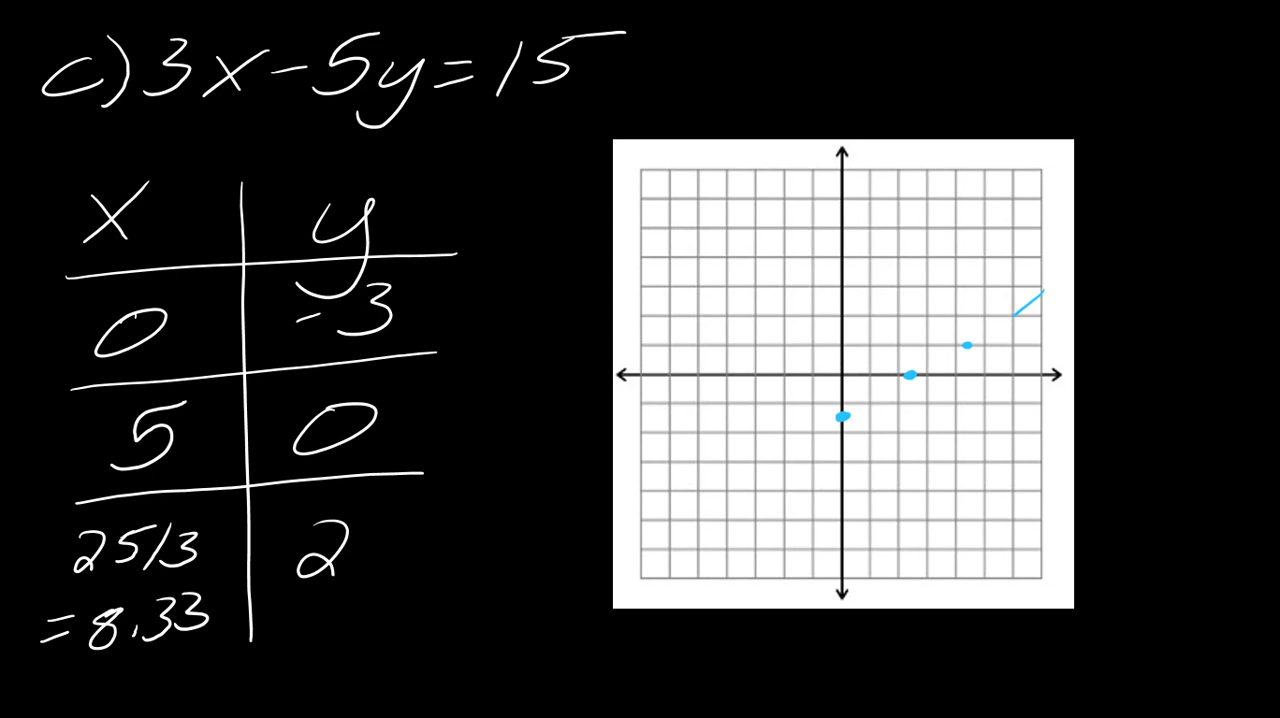 c) 3x - 5y = 15
x y
0 -3
5 0
25/3 2
= 8.33